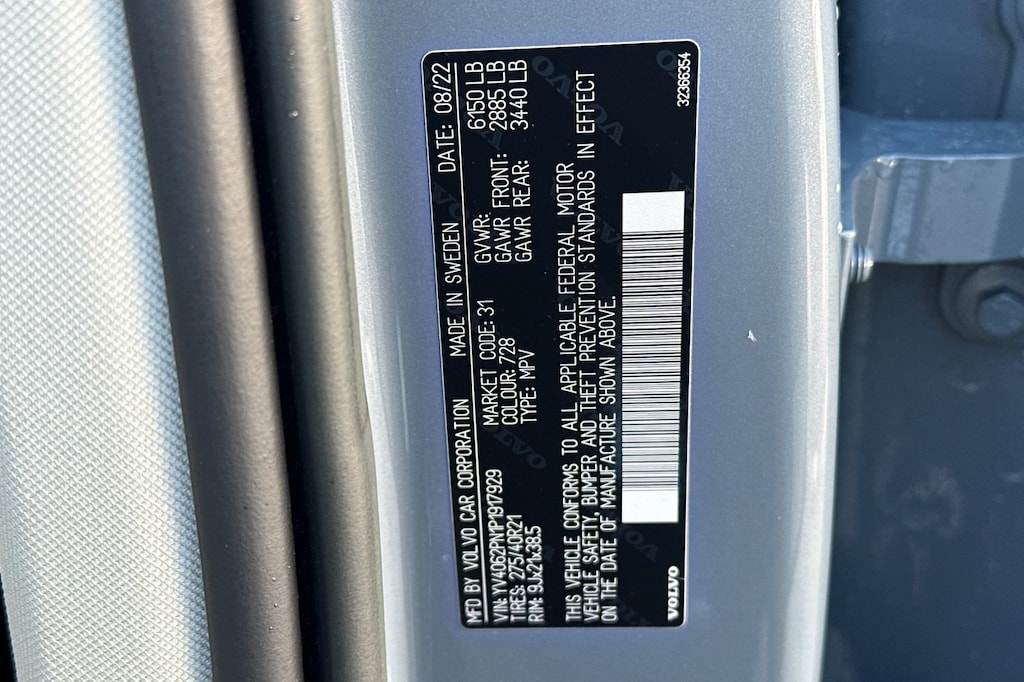 MFD BY VOLVO CAR CORPORATION MADE IN SWEDEN DATE: 08/22
VIN: YV4062PN1P1917929 MARKET CODE: 31 GVWR: 6150 LB
TIRES: 275/40R21 COLOUR: 728 GAWR FRONT: 2885 LB
RIM: 9Jx21x38.5 TYPE: MPV GAWR REAR: 3440 LB
THIS VEHICLE CONFORMS TO ALL APPLICABLE FEDERAL MOTOR
VEHICLE SAFETY, BUMPER AND THEFT PREVENTION STANDARDS IN EFFECT
ON THE DATE OF MANUFACTURE SHOWN ABOVE.
VOLVO 32366354